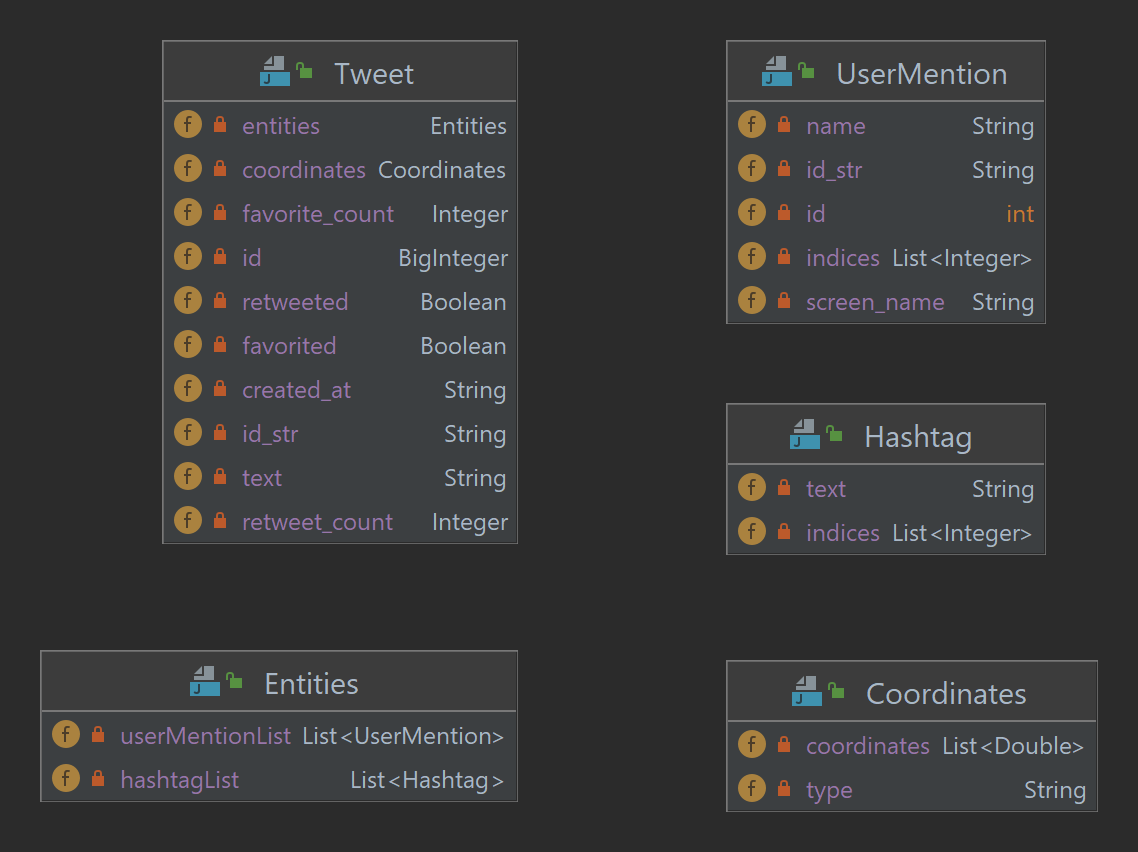 Tweet
entities Entities
coordinates Coordinates
favorite_count Integer
id BigInteger
retweeted Boolean
favorited Boolean
created_at String
id_str String
text String
retweet_count Integer
UserMention
name String
id_str String
id int
indices List<Integer>
screen_name String
Hashtag
text String
indices List<Integer>
Entities
userMentionList List<UserMention>
hashtagList List<Hashtag>
Coordinates
coordinates List<Double>
type String